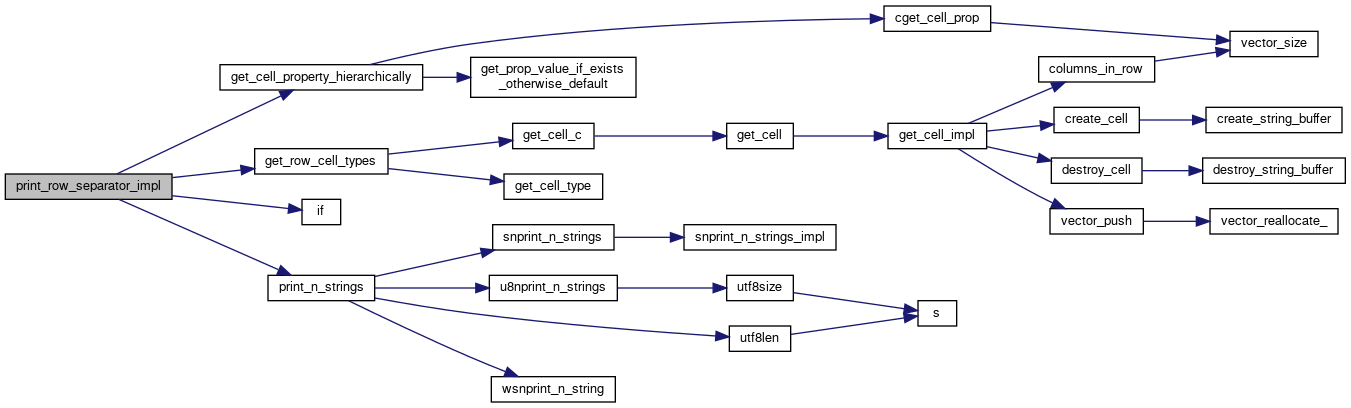 cget_cell_prop
vector_size
get_cell_property_hierarchically
get_prop_value_if_exists
_otherwise_default
columns_in_row
create_cell
create_string_buffer
get_cell_c
get_cell
get_cell_impl
get_row_cell_types
destroy_cell
destroy_string_buffer
print_row_separator_impl
get_cell_type
if
vector_push
vector_reallocate_
snprint_n_strings
snprint_n_strings_impl
print_n_strings
u8nprint_n_strings
utf8size
s
utf8len
wsnprint_n_string